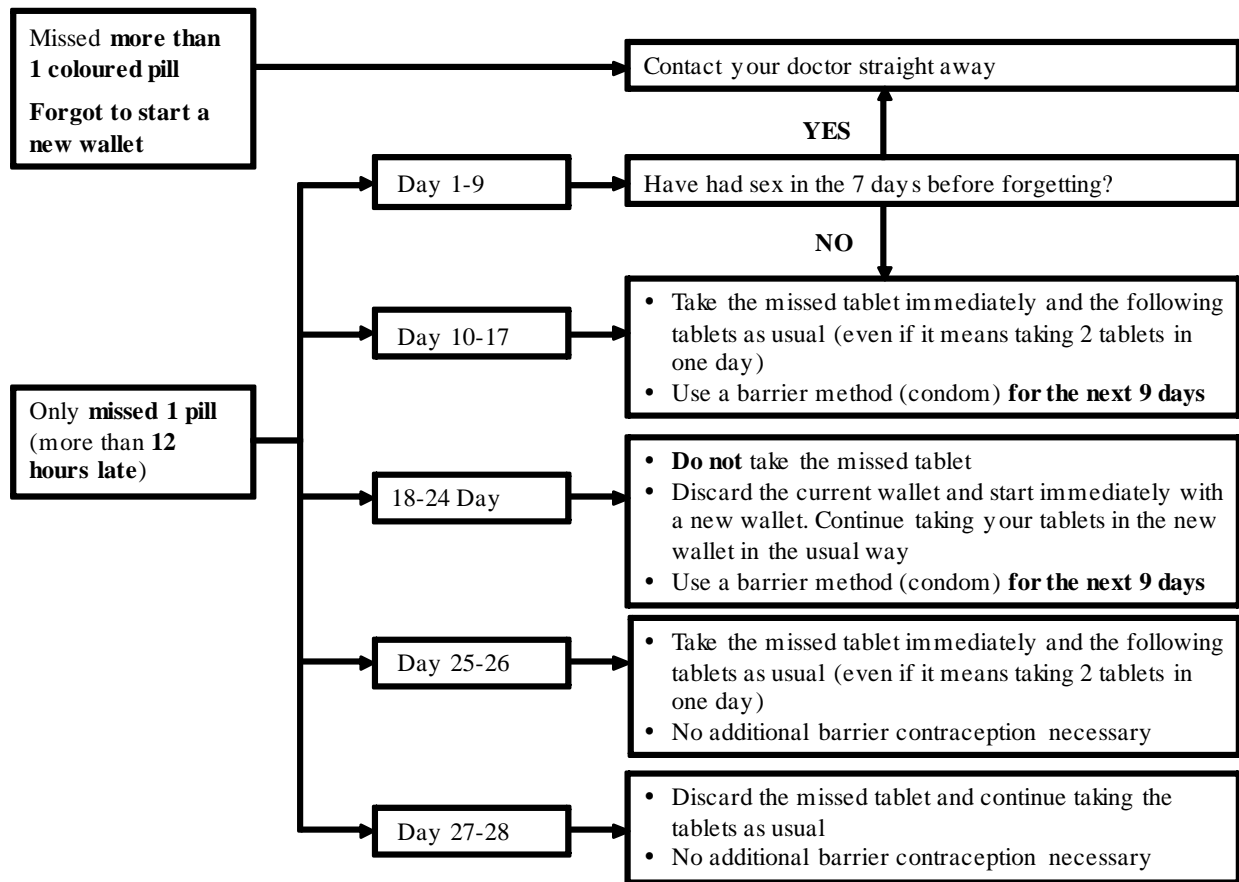 Missed more than
1 coloured pill
Forgot to start a
new wallet
Contact your doctor straight away
YES
Day 1-9
Have had sex in the 7 days before forgetting?
NO
Day 10-17
• Take the missed tablet immediately and the following
tablets as usual (even if it means taking 2 tablets in
one day)
• Use a barrier method (condom) for the next 9 days
Only missed 1 pill
(more than 12
hours late)
18-24 Day
• Do not take the missed tablet
• Discard the current wallet and start immediately with
a new wallet. Continue taking your tablets in the new
wallet in the usual way
• Use a barrier method (condom) for the next 9 days
Day 25-26
• Take the missed tablet immediately and the following
tablets as usual (even if it means taking 2 tablets in
one day)
• No additional barrier contraception necessary
Day 27-28
• Discard the missed tablet and continue taking the
tablets as usual
• No additional barrier contraception necessary